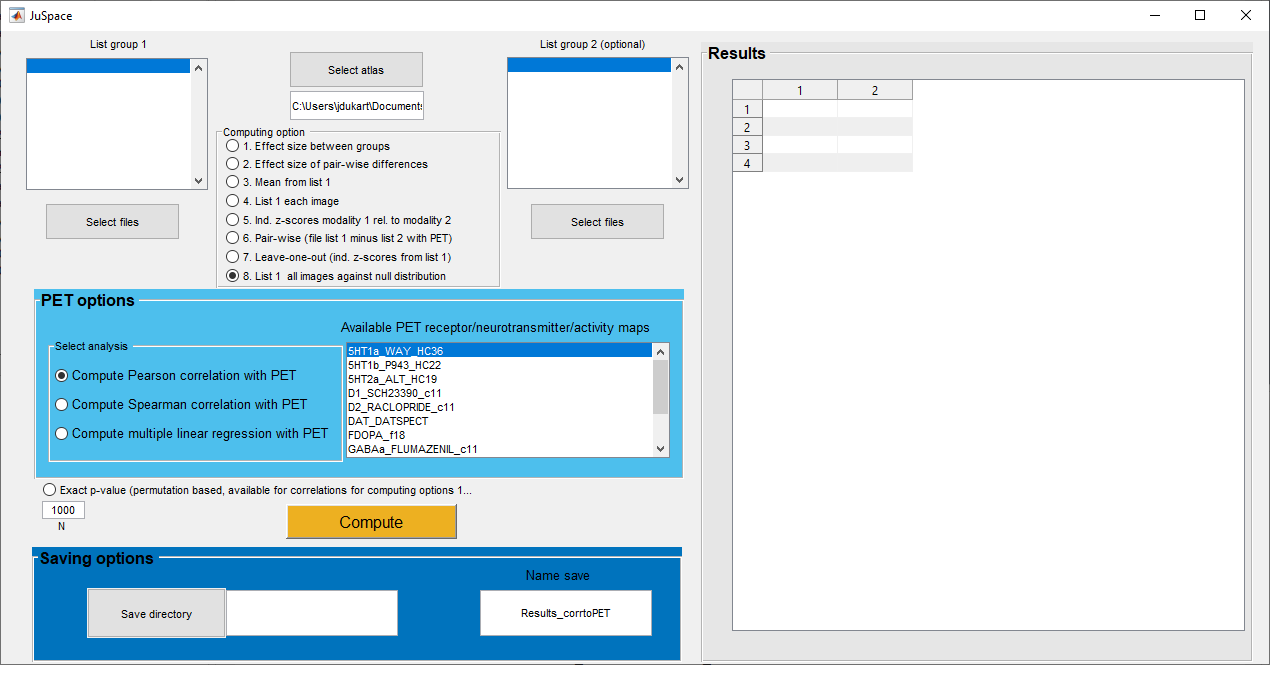 JuSpace
List group 1
Select atlas
C:\Users\jdukart\Documents
List group 2 (optional)
Select files
Select files
Computing option
1. Effect size between groups
2. Effect size of pair-wise differences
3. Mean from list 1
4. List 1 each image
5. Ind. z-scores modality 1 rel. to modality 2
6. Pair-wise (file list 1 minus list 2 with PET)
7. Leave-one-out (ind. z-scores from list 1)
8. List 1  all images against null distribution
PET options
Select analysis
Compute Pearson correlation with PET
Compute Spearman correlation with PET
Compute multiple linear regression with PET
Available PET receptor/neurotransmitter/activity maps
5HT1a_WAY_HC36
5HT1b_P943_HC22
5HT2a_ALT_HC19
D1_SCH23390_c11
D2_RACLOPRIDE_c11
DAT_DATSPECT
FDOPA_f18
GABAa_FLUMAZENIL_c11
Exact p-value (permutation based, available for correlations for computing options 1...
1000
N
Compute
Saving options
Save directory
Name save
Results_corrtoPET
Results
1 2
1
2
3
4